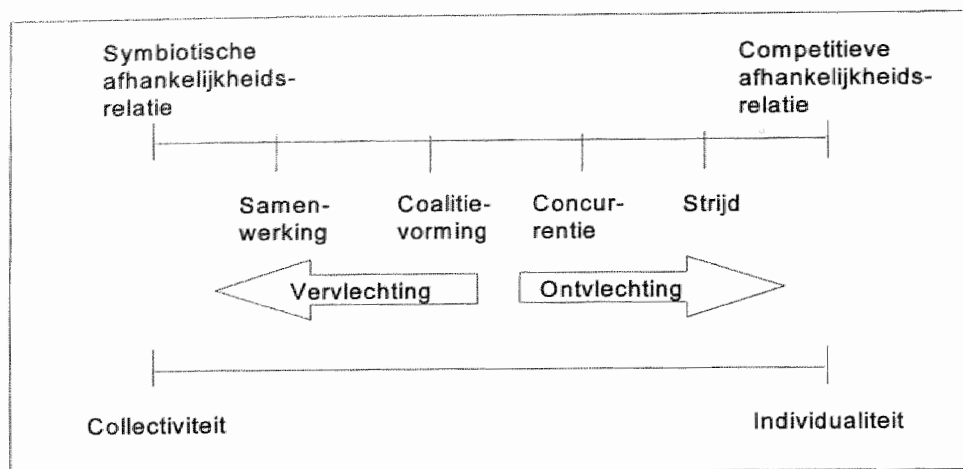 Symbiotische
afhankelijkheids-
relatie
Competitieve
afhankelijkheids-
relatie
Samen-
werking
Coalitie-
vorming
Concur-
rentie
Strijd
Vervlechting
Ontvlechting
Collectiviteit
Individualiteit